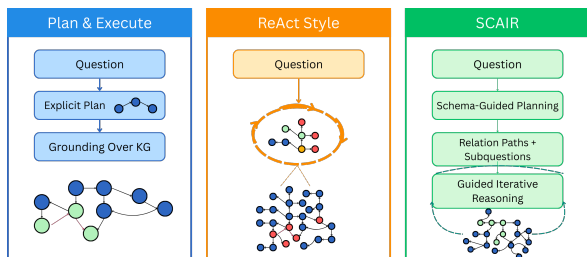 Plan & Execute
Question
Explicit Plan
Grounding Over KG
ReAct Style
Question
SCAIR
Question
Schema-Guided Planning
Relation Paths +
Subquestions
Guided Iterative
Reasoning